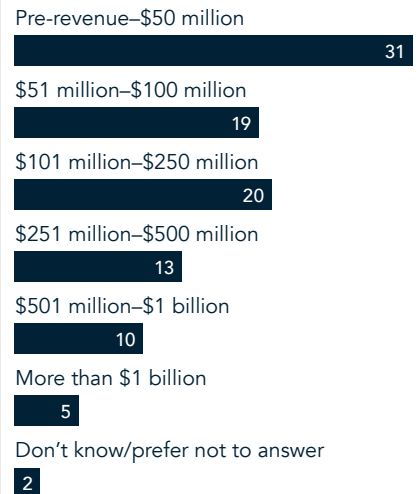 Pre-revenue–$50 million
31
$51 million–$100 million
19
$101 million–$250 million
20
$251 million–$500 million
13
$501 million–$1 billion
10
More than $1 billion
5
Don’t know/prefer not to answer
2